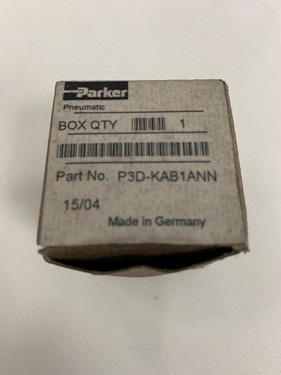 Parker
Pneumatic
BOX QTY 1
Part No. P3D-KAB1ANN
15/04
Made in Germany